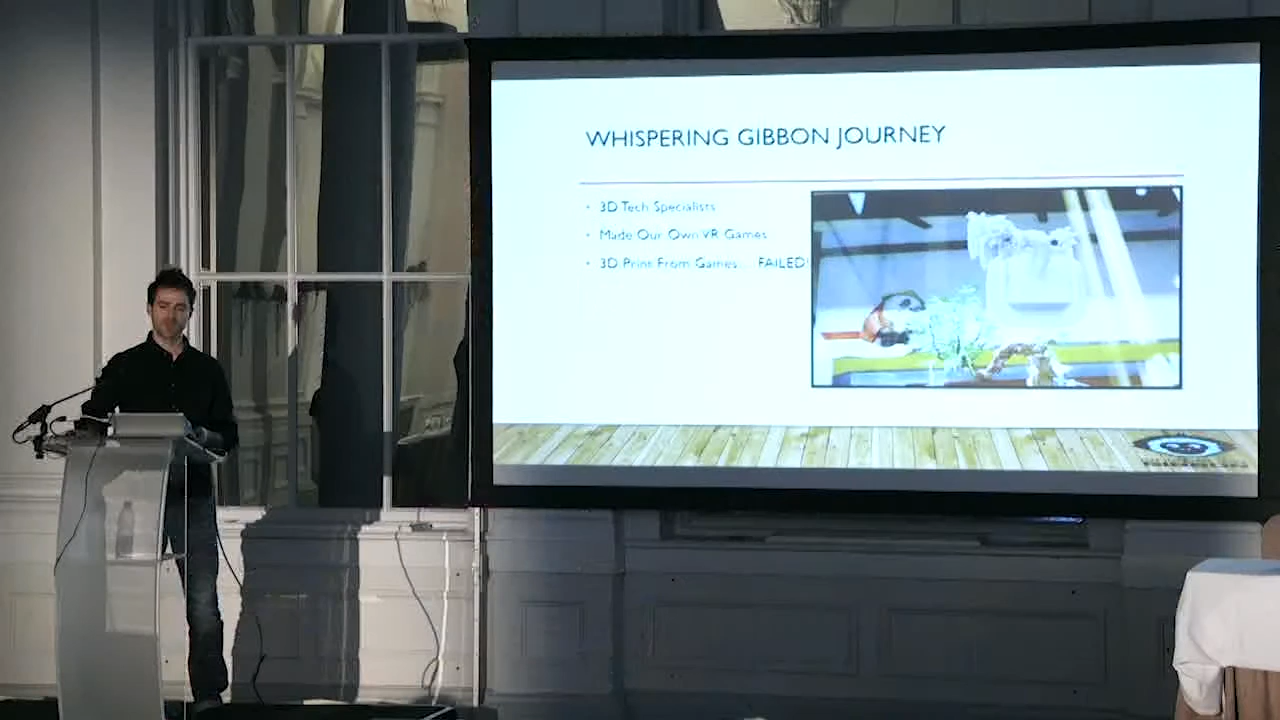 WHISPERING GIBBON JOURNEY
3D Tech Specialists
Made Our Own VR Games
3D Print From Games... FAILED!